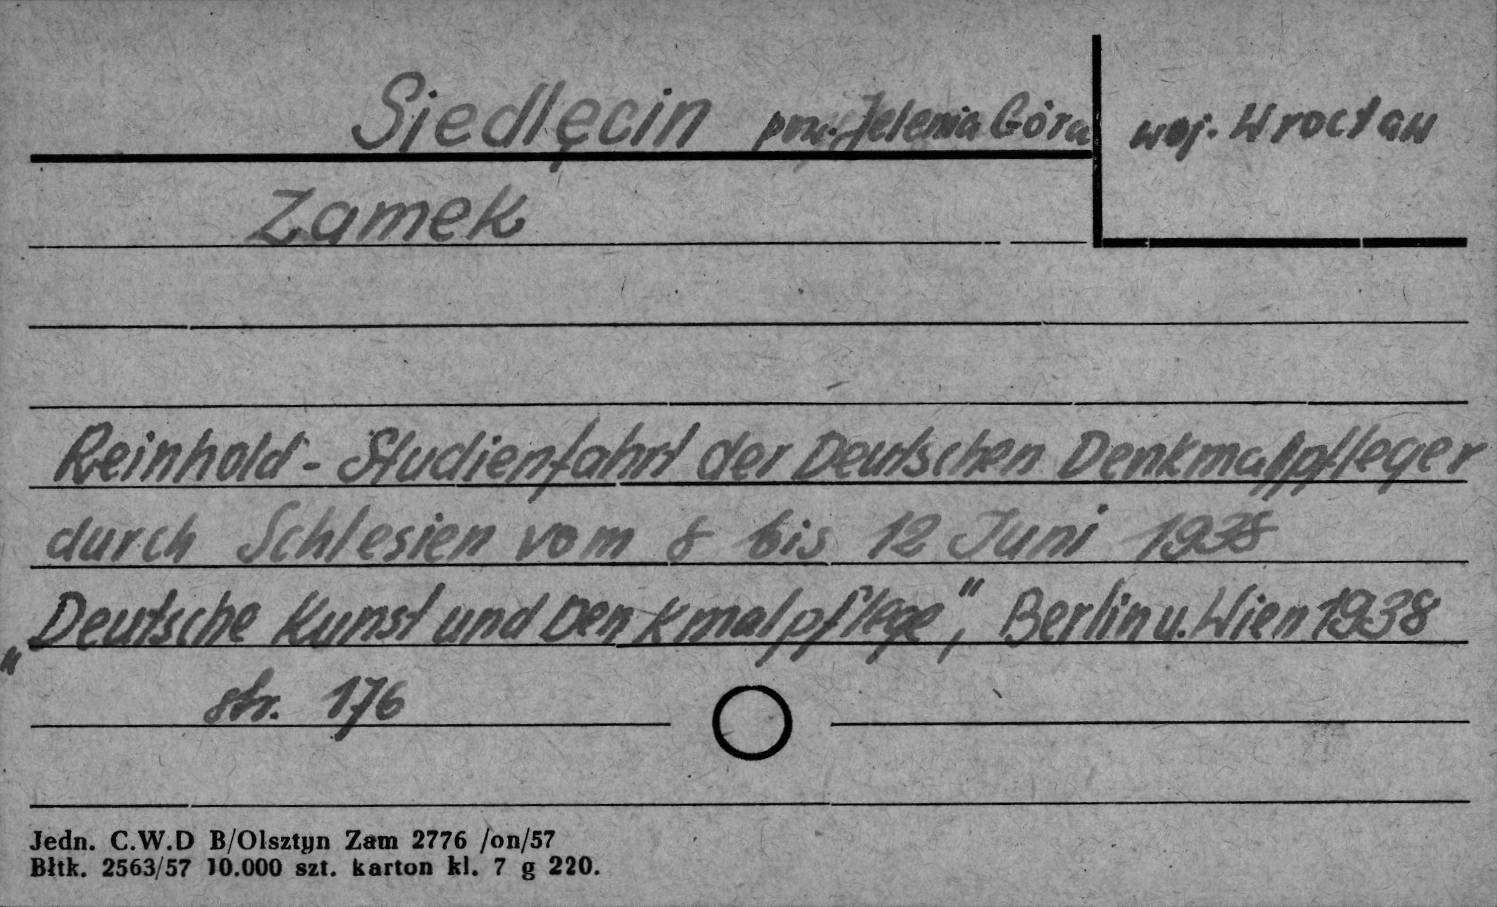 Siedlęcin pow. Jelenia Góra woj. Wrocław
Zamek
Reinhold - Studienfahrt der Deutschen Denkmalpfleger
durch Schlesien vom 8 bis 12 Juni 1938
"Deutsche Kunst und Denkmalpflege", Berlin u. Wien 1938
str. 176
Jedn. C.W.D B/Olsztyn Zam 2776 /on/57
Błtk. 2563/57 10.000 szt. karton kl. 7 g 220.